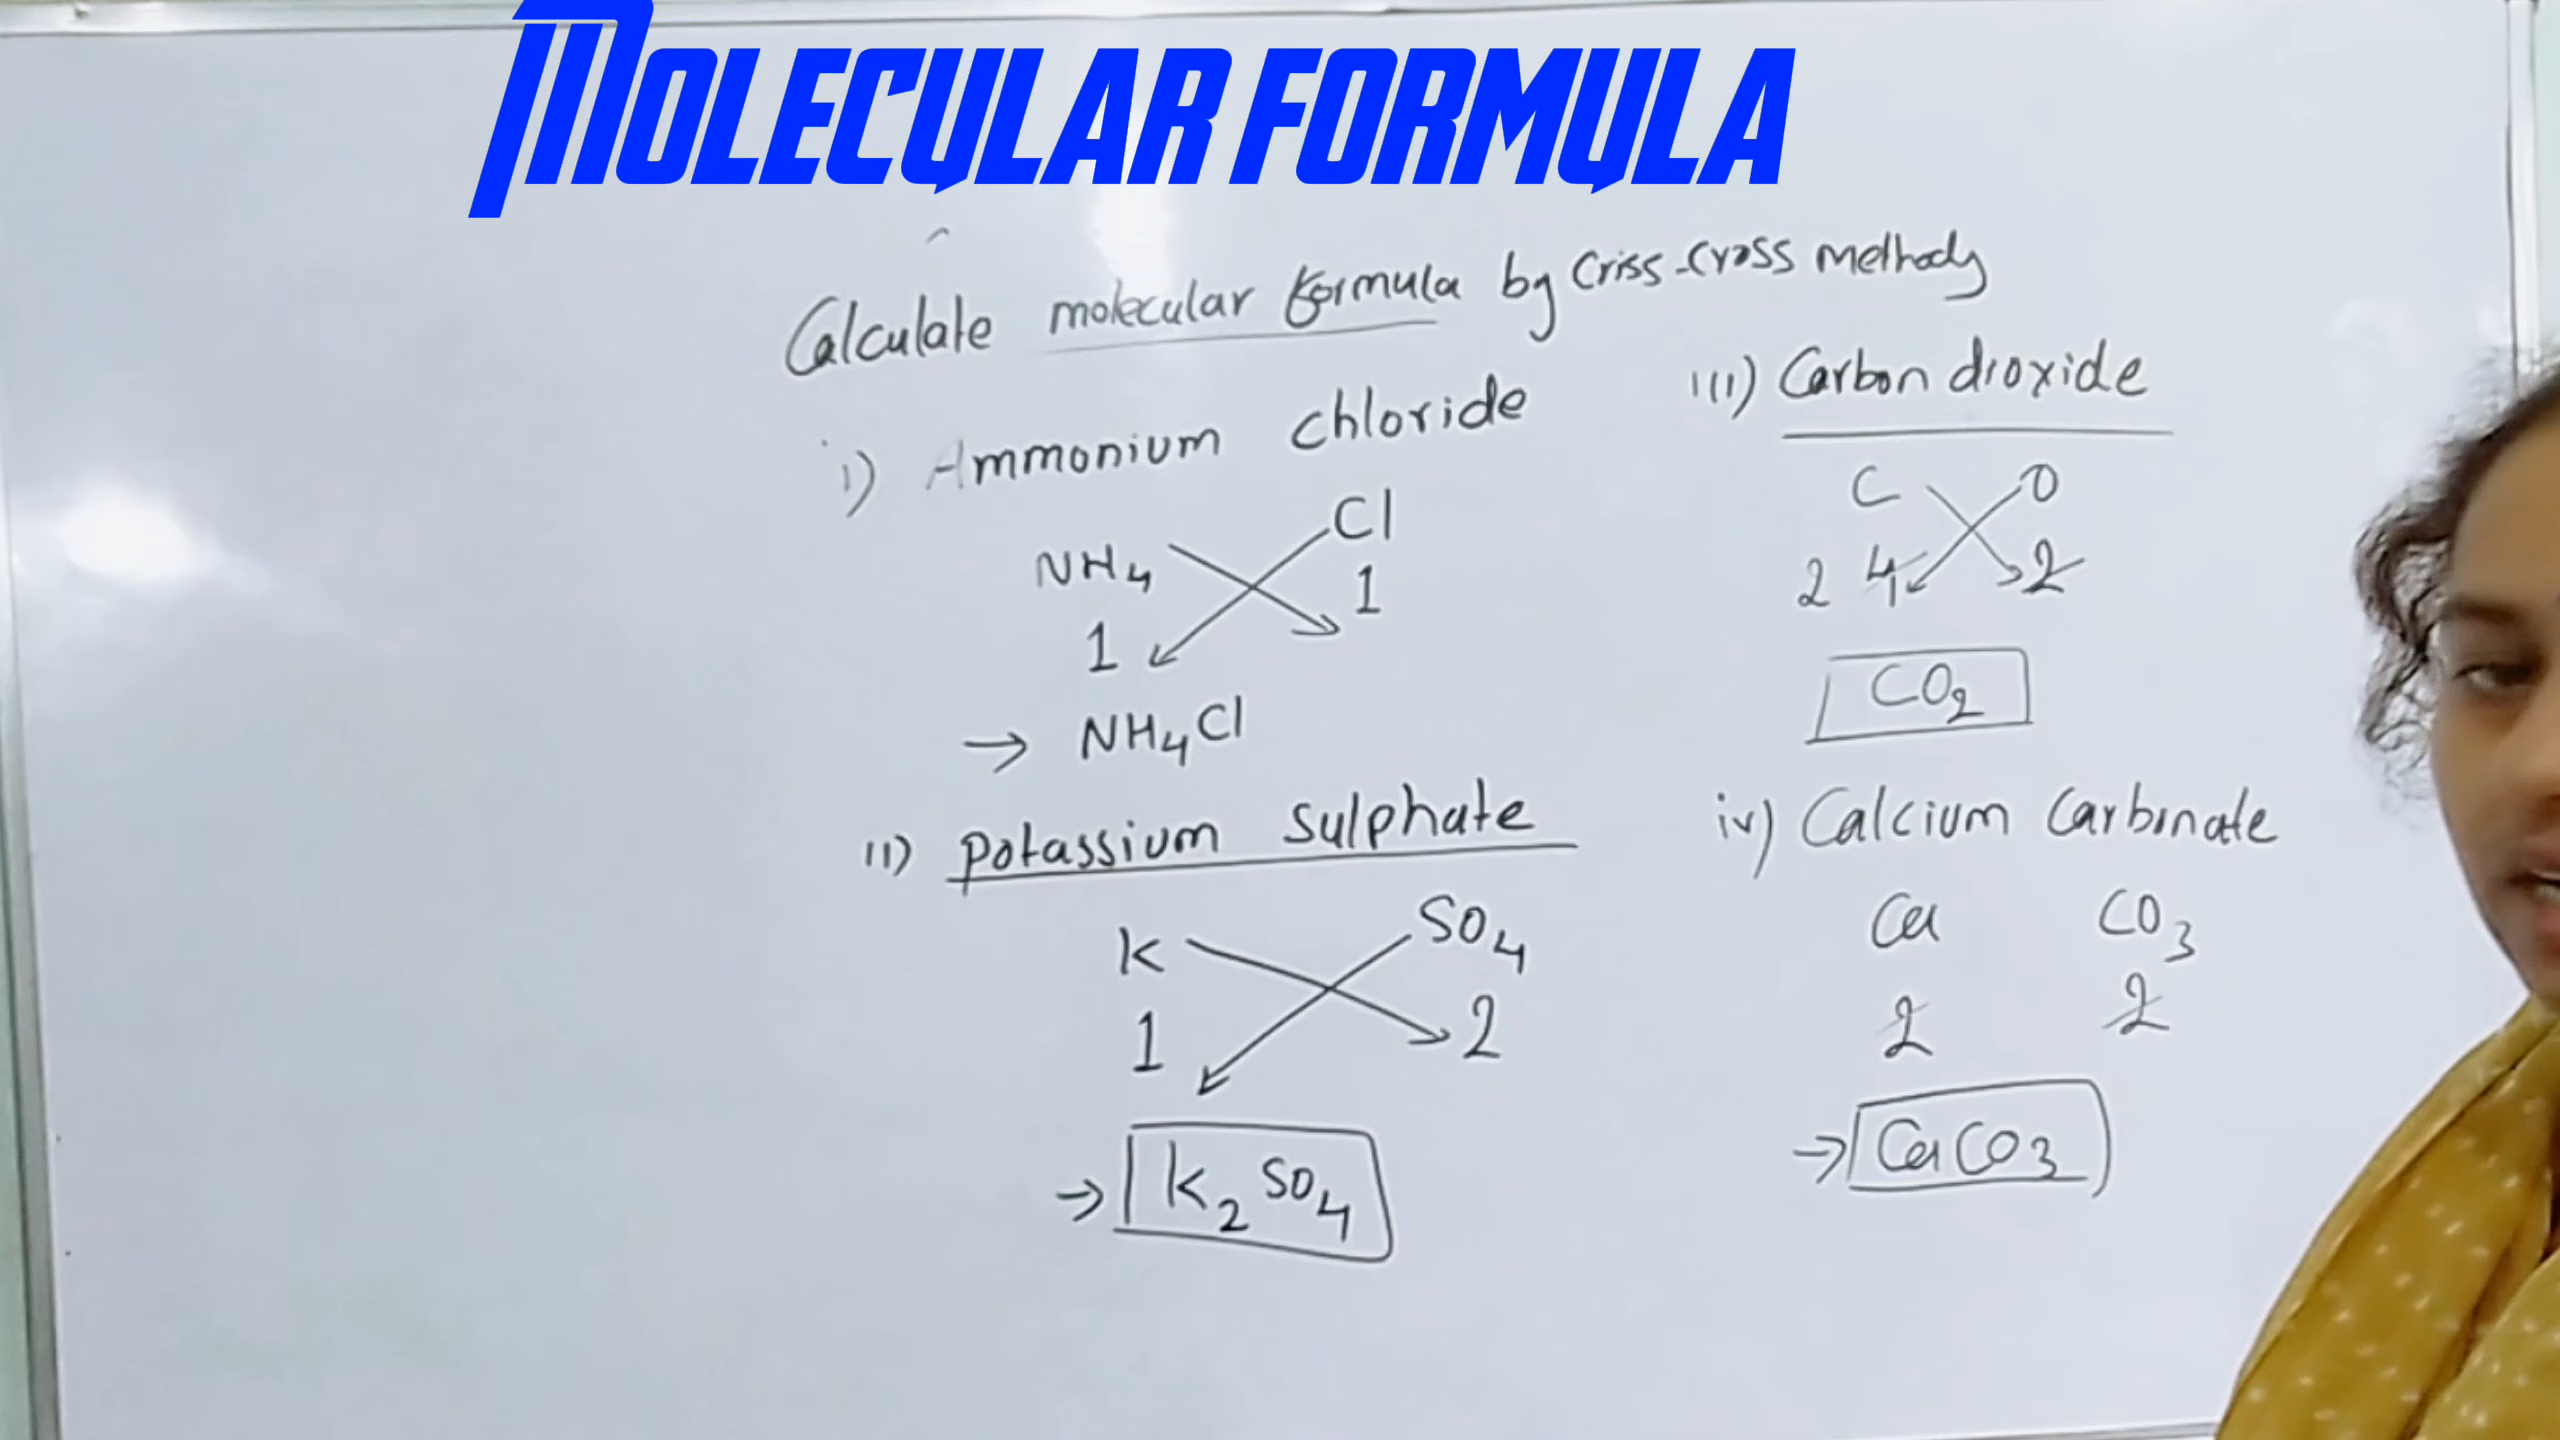 MOLECULAR FORMULA
Calculate molecular formula by Criss-Cross method
i) Ammonium chloride
NH4 Cl
1 1
→ NH4Cl
ii) potassium sulphate
K SO4
1 2
→ K2SO4
iii) Carbon dioxide
C O
2 4 2
CO2
iv) Calcium Carbonate
Ca CO3
2 2
→ CaCO3